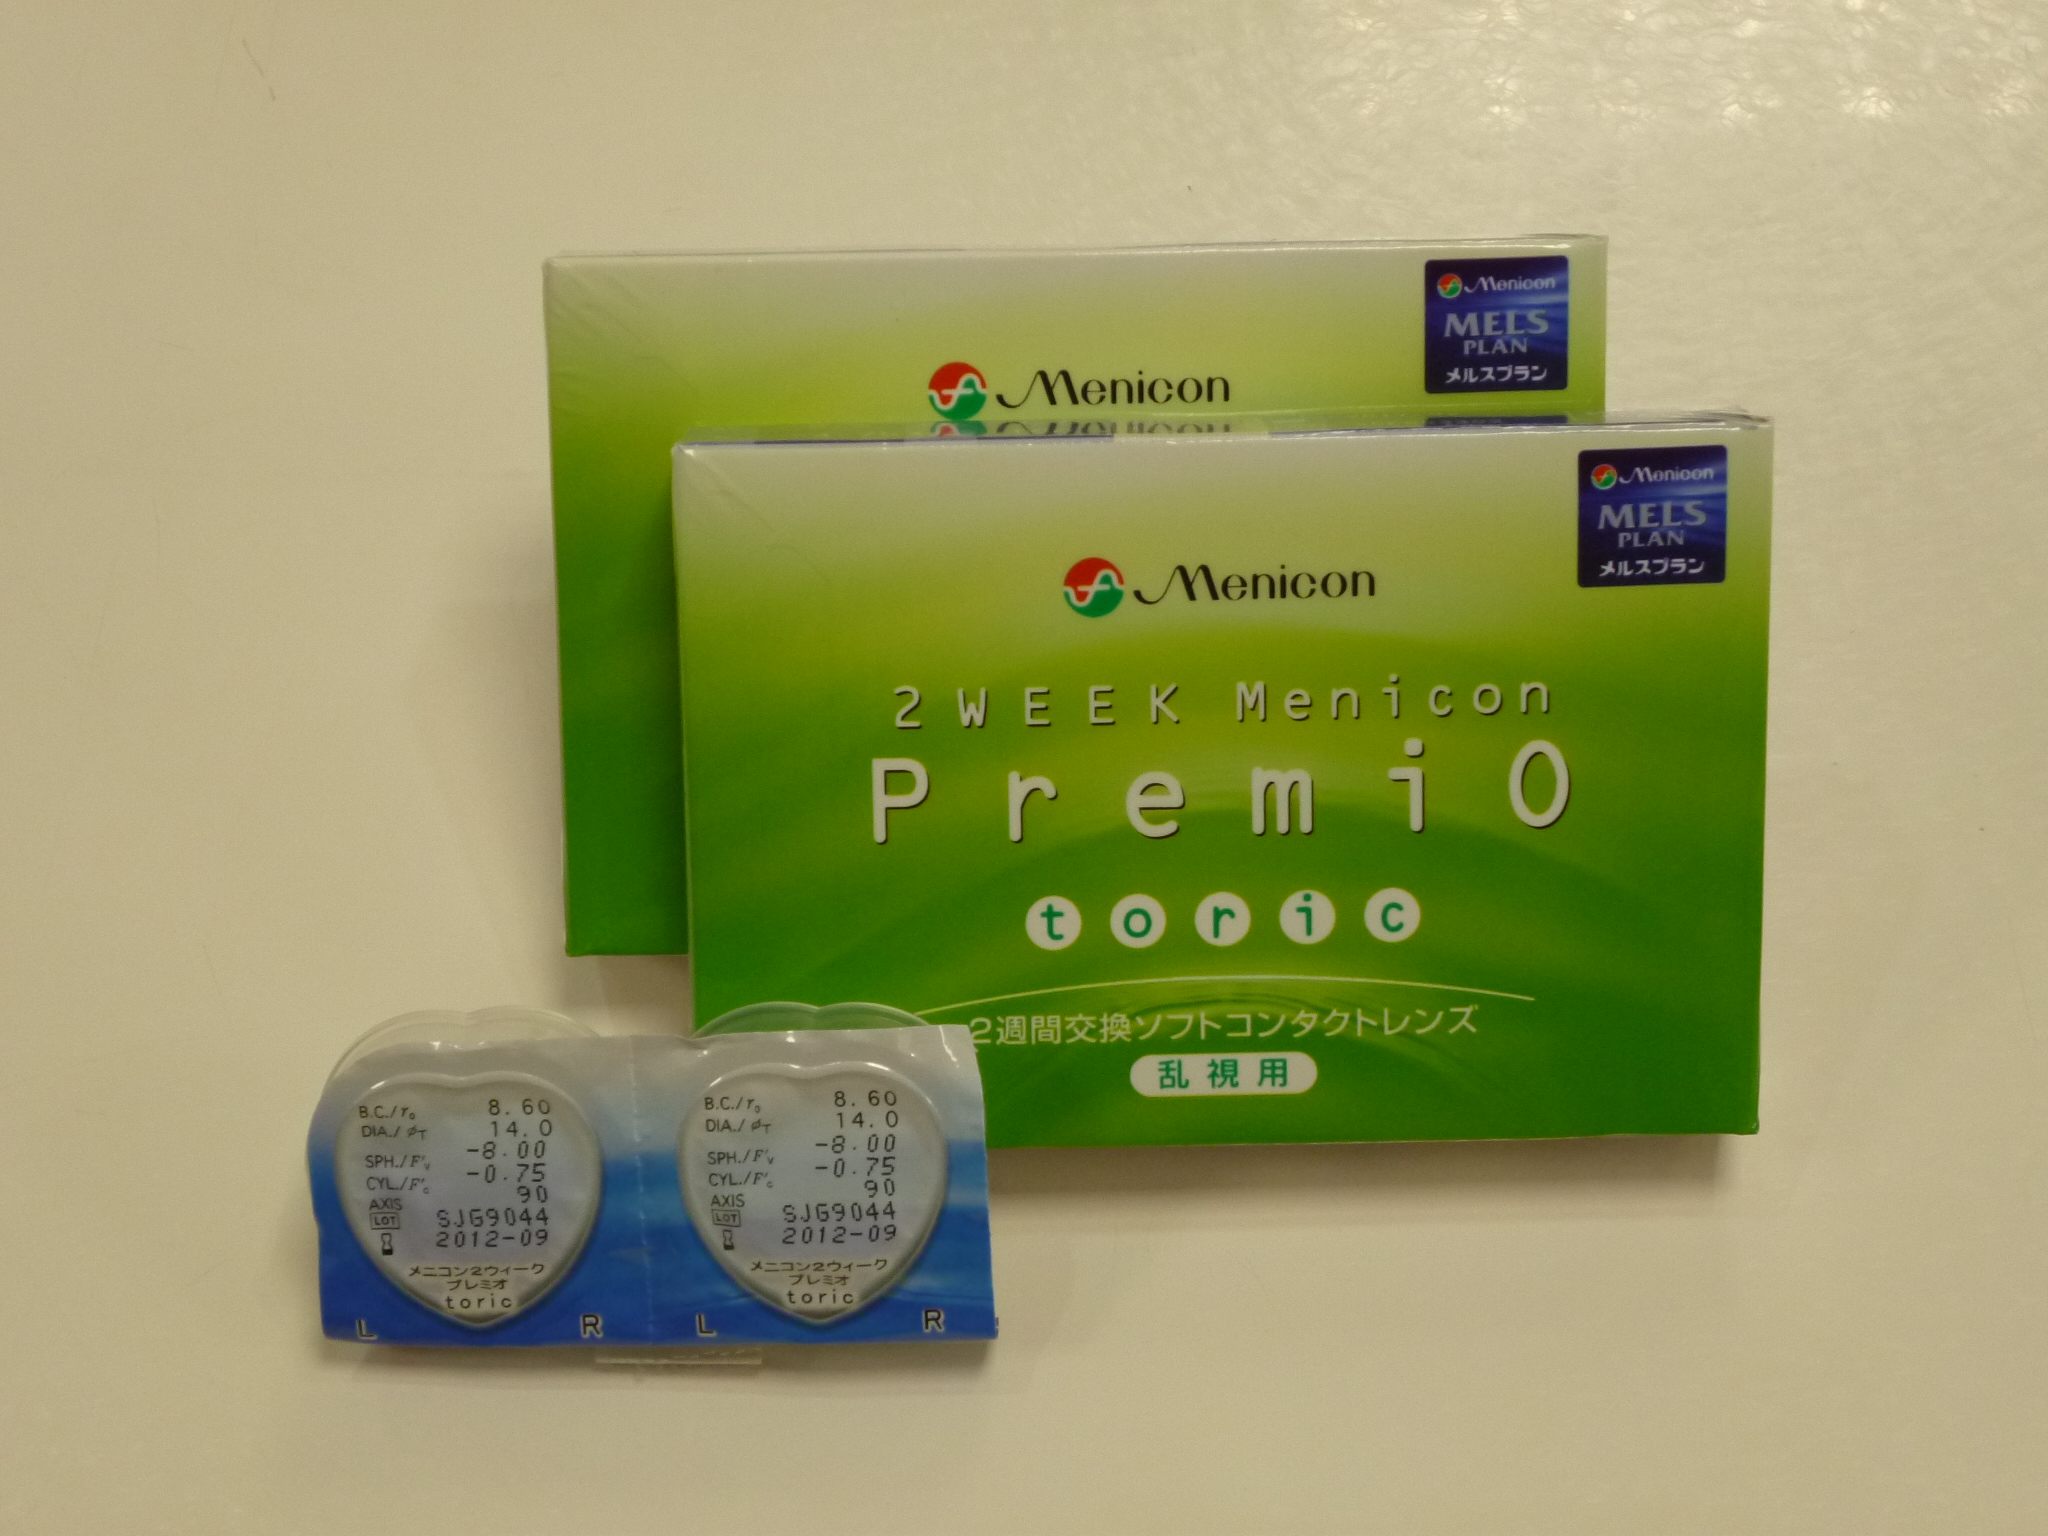 Menicon
Menicon
MELS
PLAN
メルスプラン
Menicon
Menicon
MELS
PLAN
メルスプラン
2WEEK Menicon
PremiO
toric
2週間交換ソフトコンタクトレンズ
乱視用
B.C./r₀ 8.60
DIA./φT 14.0
SPH./F'v -8.00
CYL./F'c -0.75
AXIS 90
LOT SJG9044
2012-09
メニコン2ウィーク
プレミオ
toric
L R
B.C./r₀ 8.60
DIA./φT 14.0
SPH./F'v -8.00
CYL./F'c -0.75
AXIS 90
LOT SJG9044
2012-09
メニコン2ウィーク
プレミオ
toric
L R